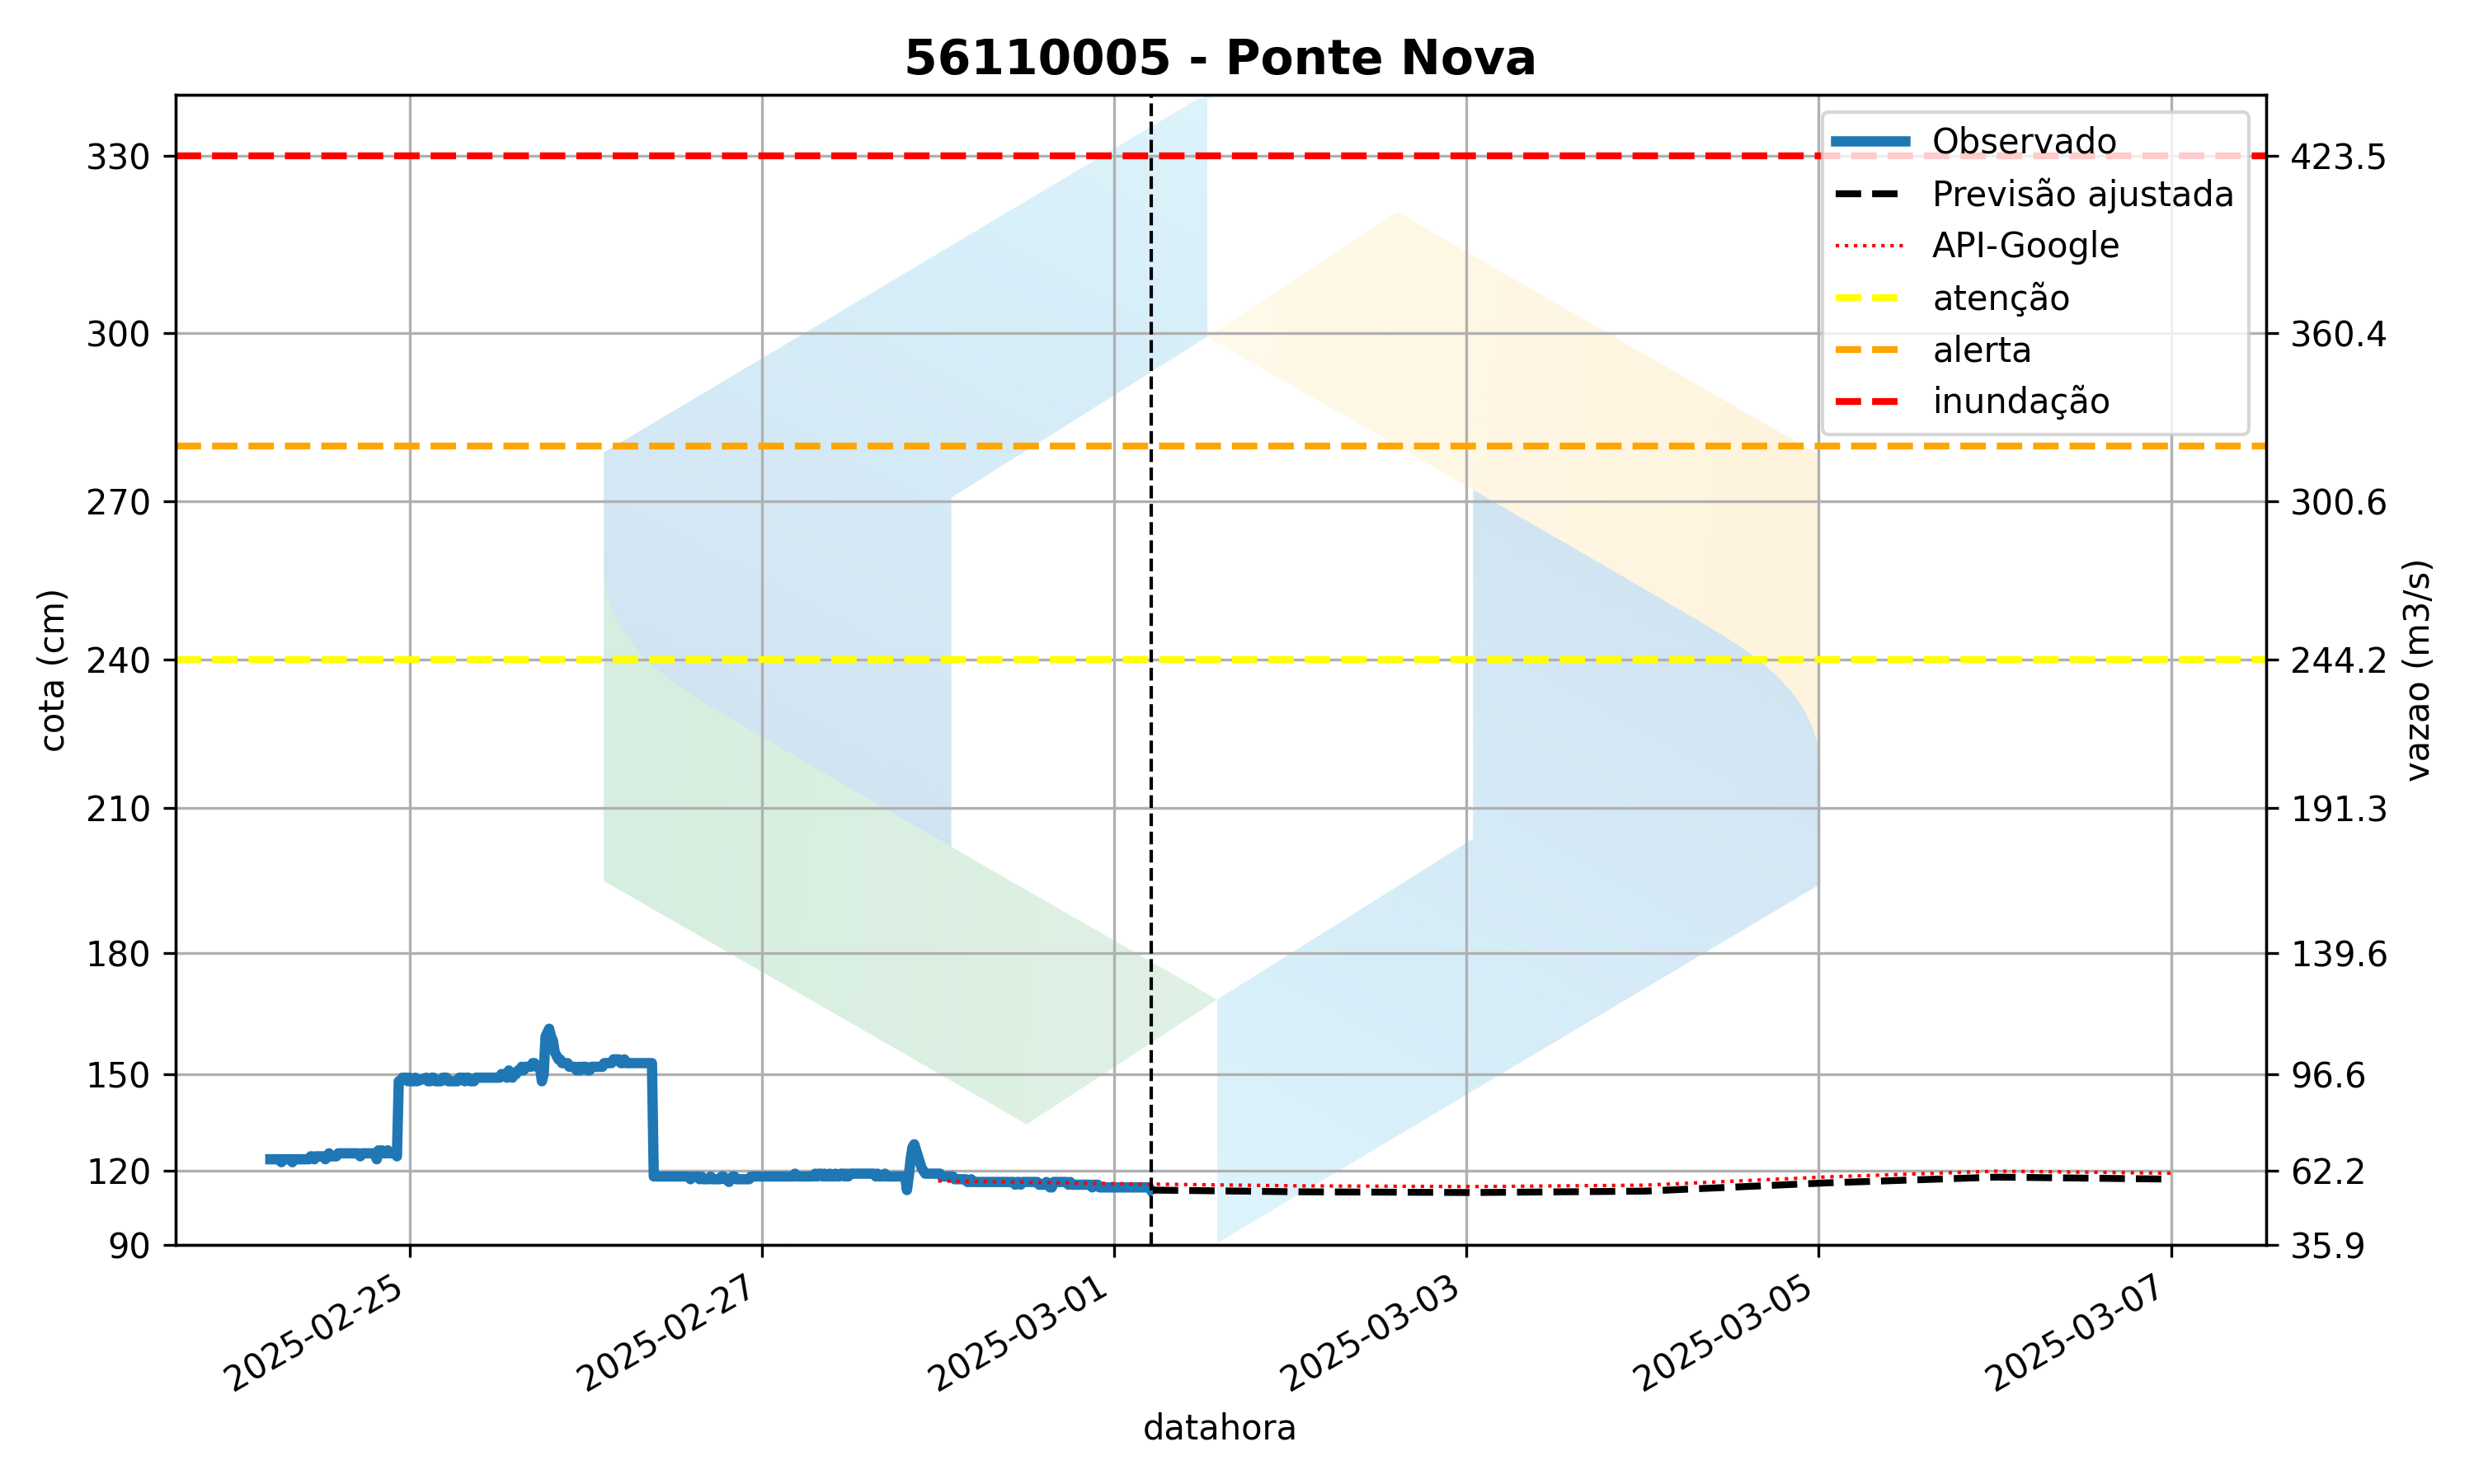 56110005 - Ponte Nova
Observado
Previsão ajustada
API-Google
atenção
alerta
inundação
cota (cm)
330
300
270
240
210
180
150
120
90
423.5
360.4
300.6
244.2
191.3
139.6
96.6
62.2
35.9
vazao (m3/s)
2025-02-25
2025-02-27
2025-03-01
2025-03-03
2025-03-05
2025-03-07
datahora